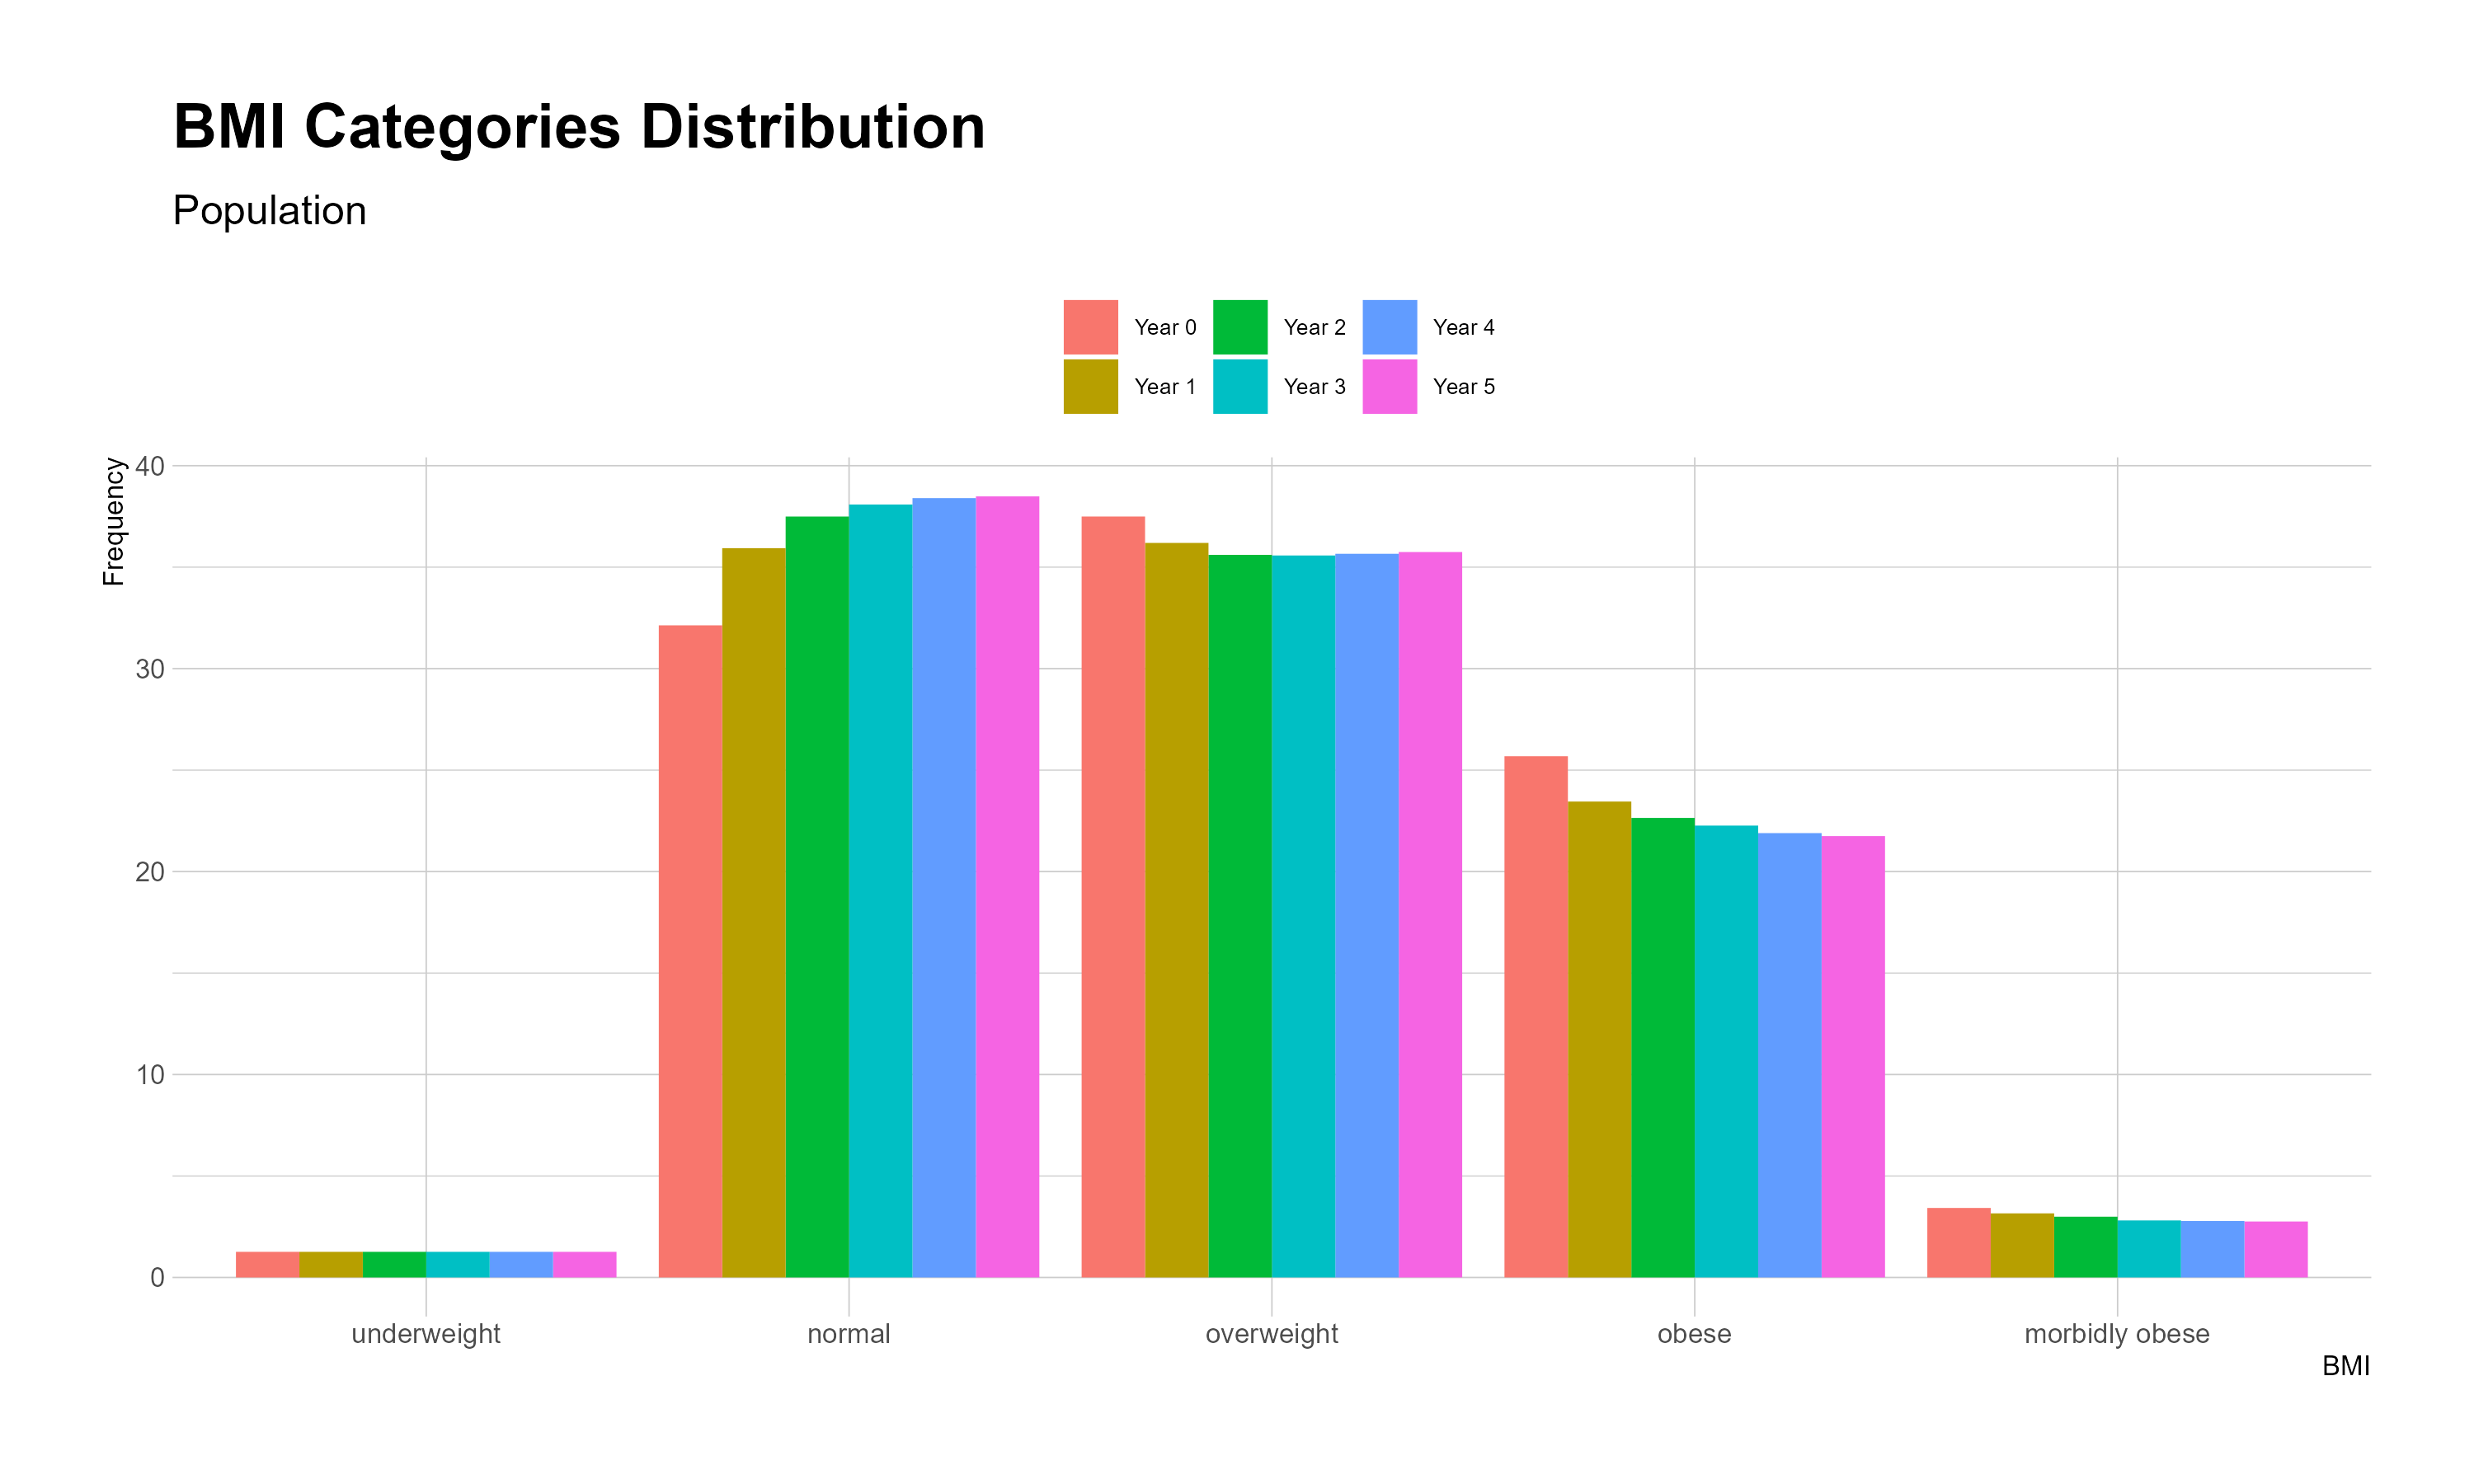 BMI Categories Distribution
Population
Year 0 Year 2 Year 4
Year 1 Year 3 Year 5
Frequency
40
30
20
10
0
underweight normal overweight obese morbidly obese
BMI